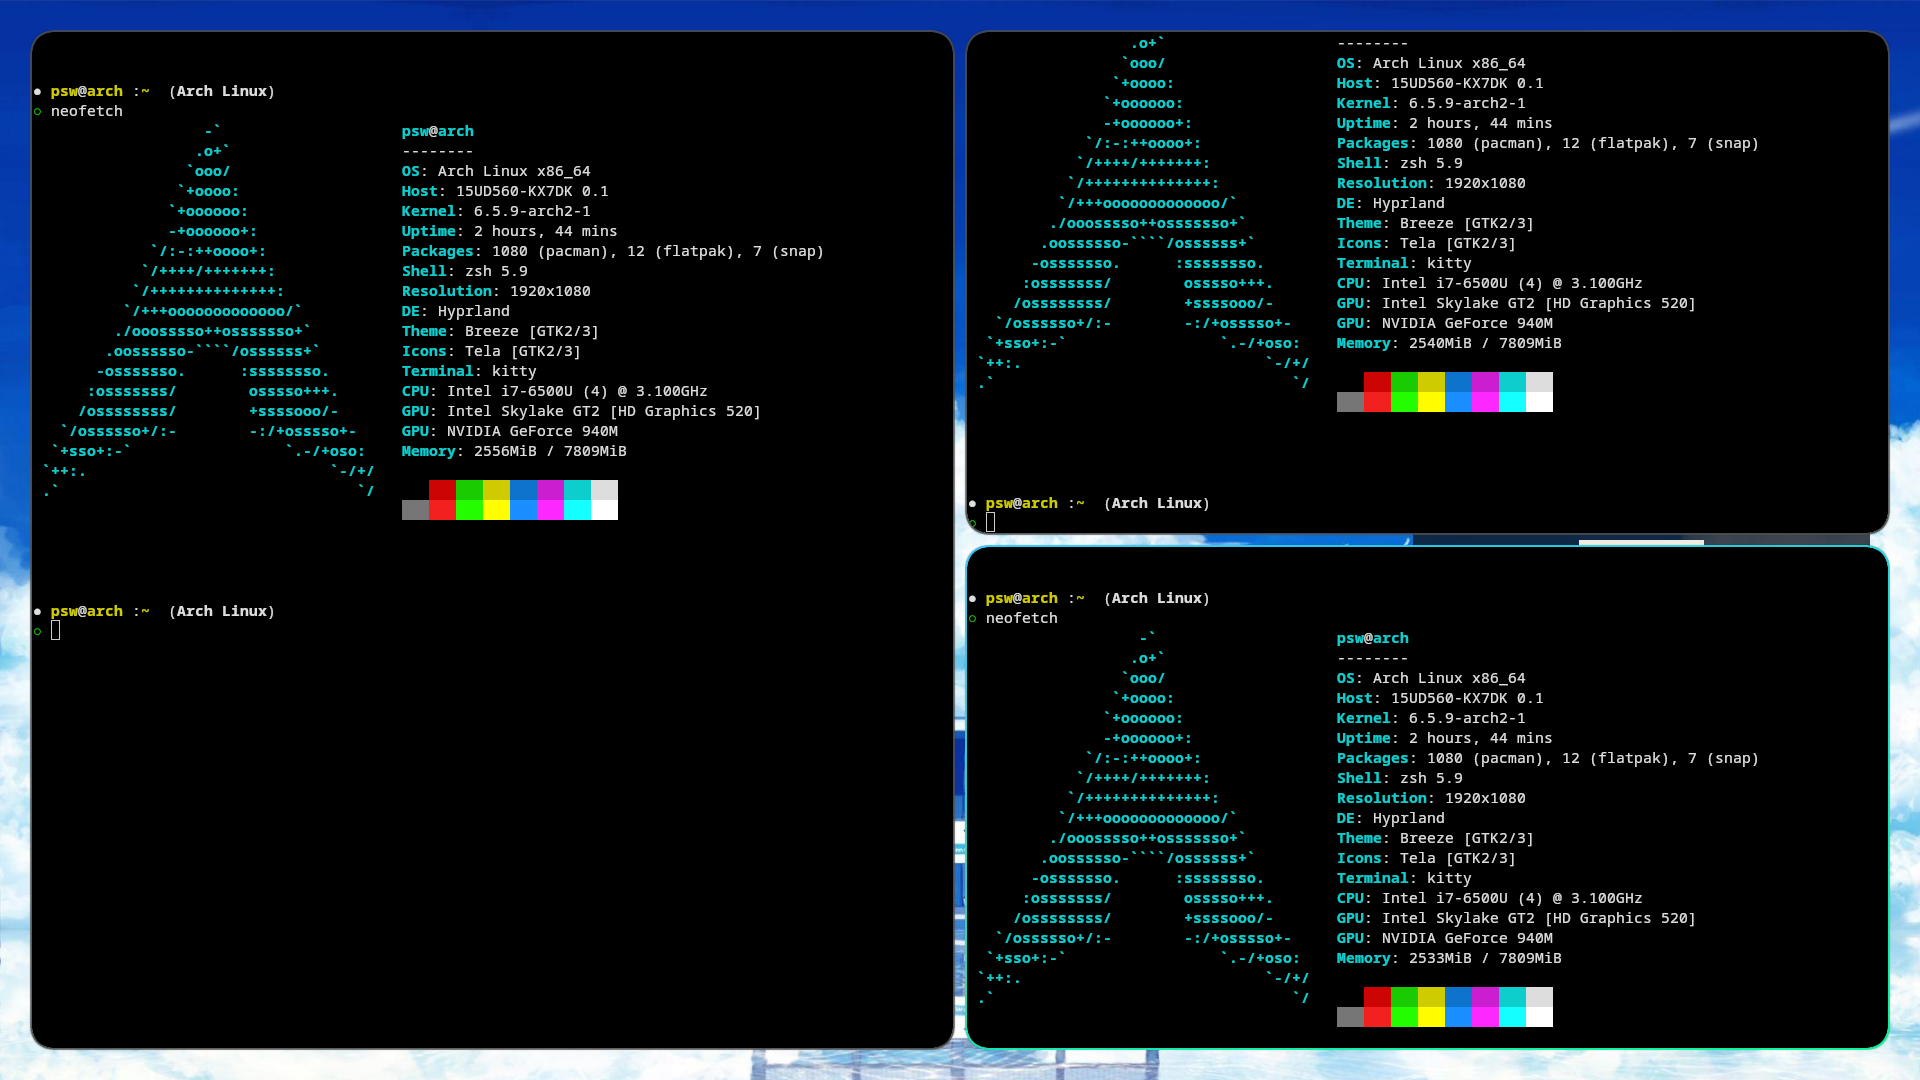 ● psw@arch :~  (Arch Linux)
○ neofetch
                  -`                    psw@arch
                 .o+`                   --------
                `ooo/                   OS: Arch Linux x86_64
               `+oooo:                  Host: 15UD560-KX7DK 0.1
              `+oooooo:                 Kernel: 6.5.9-arch2-1
              -+oooooo+:                Uptime: 2 hours, 44 mins
            `/:-:++oooo+:               Packages: 1080 (pacman), 12 (flatpak), 7 (snap)
           `/++++/+++++++:              Shell: zsh 5.9
          `/++++++++++++++:             Resolution: 1920x1080
         `/+++ooooooooooooo/`           DE: Hyprland
        ./ooosssso++osssssso+`          Theme: Breeze [GTK2/3]
       .oossssso-````/ossssss+`         Icons: Tela [GTK2/3]
      -osssssso.      :ssssssso.        Terminal: kitty
     :osssssss/        osssso+++.       CPU: Intel i7-6500U (4) @ 3.100GHz
    /ossssssss/        +ssssooo/-       GPU: Intel Skylake GT2 [HD Graphics 520]
  `/ossssso+/:-        -:/+osssso+-     GPU: NVIDIA GeForce 940M
 `+sso+:-`                 `.-/+oso:    Memory: 2556MiB / 7809MiB
`++:.                           `-/+/
.`                                 `/
● psw@arch :~  (Arch Linux)
○
                 .o+`                   --------
                `ooo/                   OS: Arch Linux x86_64
               `+oooo:                  Host: 15UD560-KX7DK 0.1
              `+oooooo:                 Kernel: 6.5.9-arch2-1
              -+oooooo+:                Uptime: 2 hours, 44 mins
            `/:-:++oooo+:               Packages: 1080 (pacman), 12 (flatpak), 7 (snap)
           `/++++/+++++++:              Shell: zsh 5.9
          `/++++++++++++++:             Resolution: 1920x1080
         `/+++ooooooooooooo/`           DE: Hyprland
        ./ooosssso++osssssso+`          Theme: Breeze [GTK2/3]
       .oossssso-````/ossssss+`         Icons: Tela [GTK2/3]
      -osssssso.      :ssssssso.        Terminal: kitty
     :osssssss/        osssso+++.       CPU: Intel i7-6500U (4) @ 3.100GHz
    /ossssssss/        +ssssooo/-       GPU: Intel Skylake GT2 [HD Graphics 520]
  `/ossssso+/:-        -:/+osssso+-     GPU: NVIDIA GeForce 940M
 `+sso+:-`                 `.-/+oso:    Memory: 2540MiB / 7809MiB
`++:.                           `-/+/
.`                                 `/
● psw@arch :~  (Arch Linux)
○
● psw@arch :~  (Arch Linux)
○ neofetch
                  -`                    psw@arch
                 .o+`                   --------
                `ooo/                   OS: Arch Linux x86_64
               `+oooo:                  Host: 15UD560-KX7DK 0.1
              `+oooooo:                 Kernel: 6.5.9-arch2-1
              -+oooooo+:                Uptime: 2 hours, 44 mins
            `/:-:++oooo+:               Packages: 1080 (pacman), 12 (flatpak), 7 (snap)
           `/++++/+++++++:              Shell: zsh 5.9
          `/++++++++++++++:             Resolution: 1920x1080
         `/+++ooooooooooooo/`           DE: Hyprland
        ./ooosssso++osssssso+`          Theme: Breeze [GTK2/3]
       .oossssso-````/ossssss+`         Icons: Tela [GTK2/3]
      -osssssso.      :ssssssso.        Terminal: kitty
     :osssssss/        osssso+++.       CPU: Intel i7-6500U (4) @ 3.100GHz
    /ossssssss/        +ssssooo/-       GPU: Intel Skylake GT2 [HD Graphics 520]
  `/ossssso+/:-        -:/+osssso+-     GPU: NVIDIA GeForce 940M
 `+sso+:-`                 `.-/+oso:    Memory: 2533MiB / 7809MiB
`++:.                           `-/+/
.`                                 `/